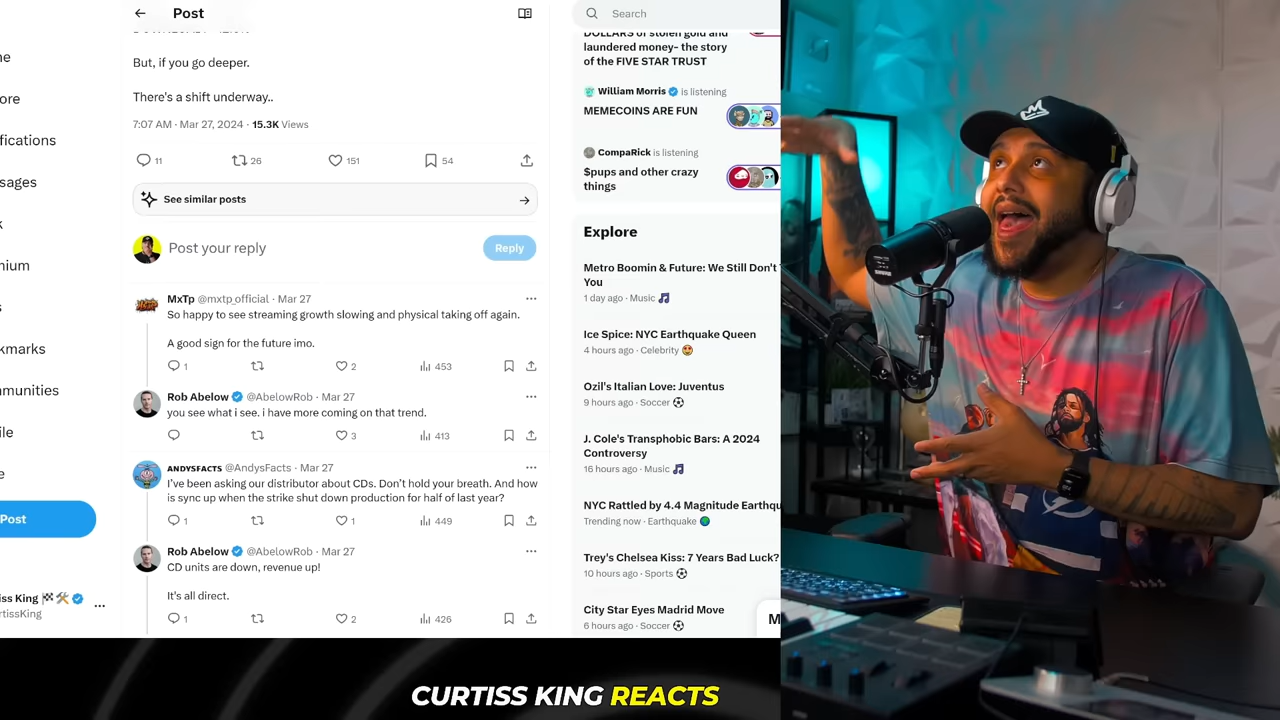 Post
Search
But, if you go deeper.
There's a shift underway..
7:07 AM · Mar 27, 2024 · 15.3K Views
11 26 151 54
See similar posts
Post your reply
Reply
MxTp @mxtp_official · Mar 27
So happy to see streaming growth slowing and physical taking off again.
A good sign for the future imo.
1 2 453
Rob Abelow @AbelowRob · Mar 27
you see what i see. i have more coming on that trend.
3 413
ANDYSFACTS @AndysFacts · Mar 27
I've been asking our distributor about CDs. Don't hold your breath. And how
is sync up when the strike shut down production for half of last year?
1 1 449
Rob Abelow @AbelowRob · Mar 27
CD units are down, revenue up!
It's all direct.
1 2 426
DOLLARS of stolen gold and
laundered money- the story
of the FIVE STAR TRUST
William Morris is listening
MEMECOINS ARE FUN
CompaRick is listening
$pups and other crazy
things
Explore
Metro Boomin & Future: We Still Don't T
You
1 day ago · Music
Ice Spice: NYC Earthquake Queen
4 hours ago · Celebrity
Ozil's Italian Love: Juventus
9 hours ago · Soccer
J. Cole's Transphobic Bars: A 2024
Controversy
16 hours ago · Music
NYC Rattled by 4.4 Magnitude Earthqu
Trending now · Earthquake
Trey's Chelsea Kiss: 7 Years Bad Luck?
10 hours ago · Sports
City Star Eyes Madrid Move
6 hours ago · Soccer
M
me
ore
fications
sages
k
mium
s
kmarks
munities
file
e
Post
iss King
rtissKing
CURTISS KING REACTS